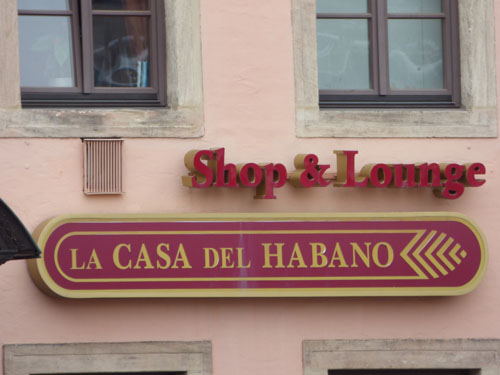 Shop & Lounge
LA CASA DEL HABANO